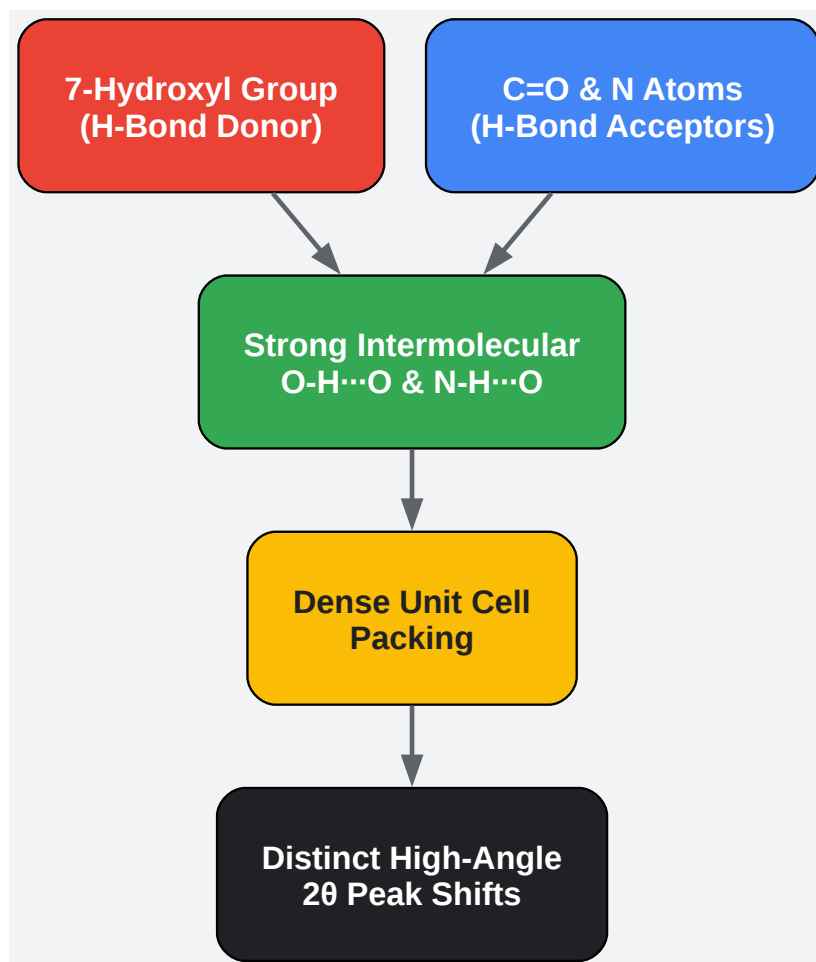 7-Hydroxyl Group
(H-Bond Donor)
C=O & N Atoms
(H-Bond Acceptors)
Strong Intermolecular
O-H···O & N-H···O
Dense Unit Cell
Packing
Distinct High-Angle
2θ Peak Shifts